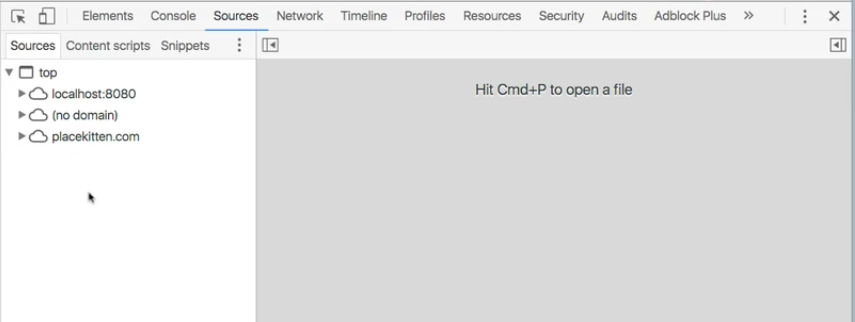 Elements Console Sources Network Timeline Profiles Resources Security Audits Adblock Plus »
Sources Content scripts Snippets
top
localhost:8080
(no domain)
placekitten.com
Hit Cmd+P to open a file